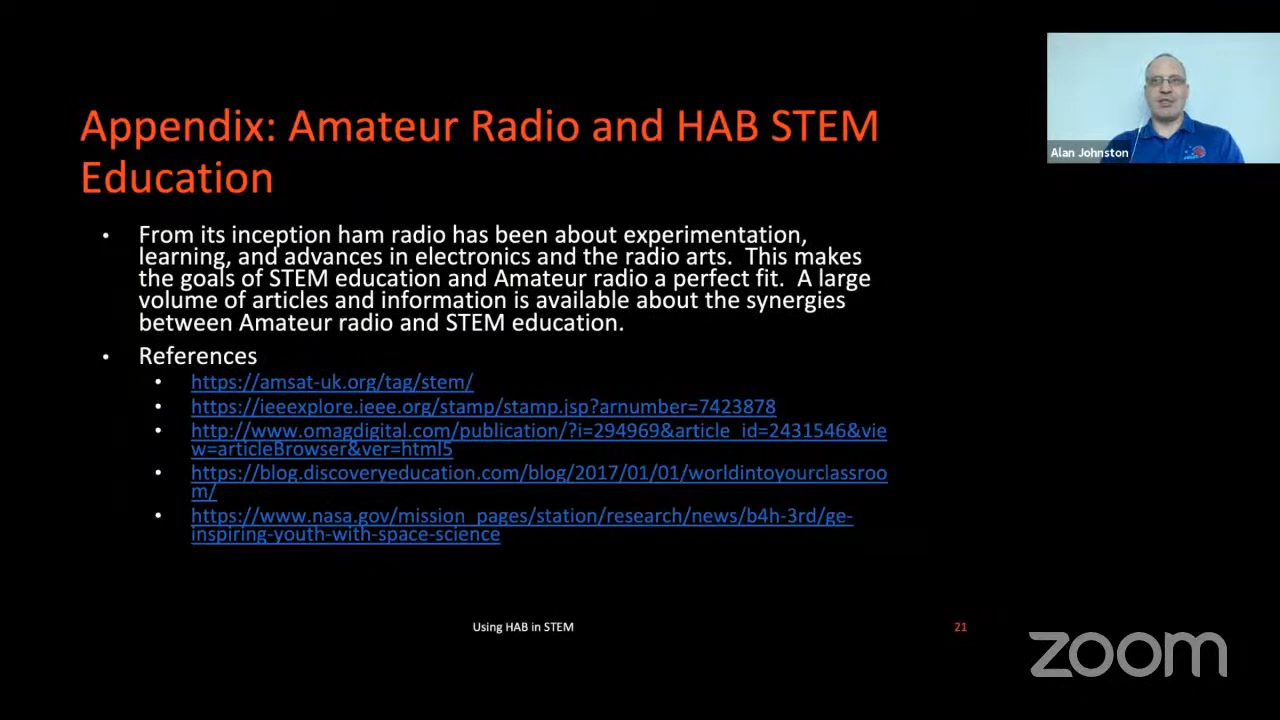 Appendix: Amateur Radio and HAB STEM
Education
• From its inception ham radio has been about experimentation,
learning, and advances in electronics and the radio arts. This makes
the goals of STEM education and Amateur radio a perfect fit. A large
volume of articles and information is available about the synergies
between Amateur radio and STEM education.
• References
• https://amsat-uk.org/tag/stem/
• https://ieeexplore.ieee.org/stamp/stamp.jsp?arnumber=7423878
• http://www.omagdigital.com/publication/?i=294969&article_id=2431546&vie
w=articleBrowser&ver=html5
• https://blog.discoveryeducation.com/blog/2017/01/01/worldintoyourclassroo
m/
• https://www.nasa.gov/mission_pages/station/research/news/b4h-3rd/ge-
inspiring-youth-with-space-science
Using HAB in STEM
21
Alan Johnston
zoom